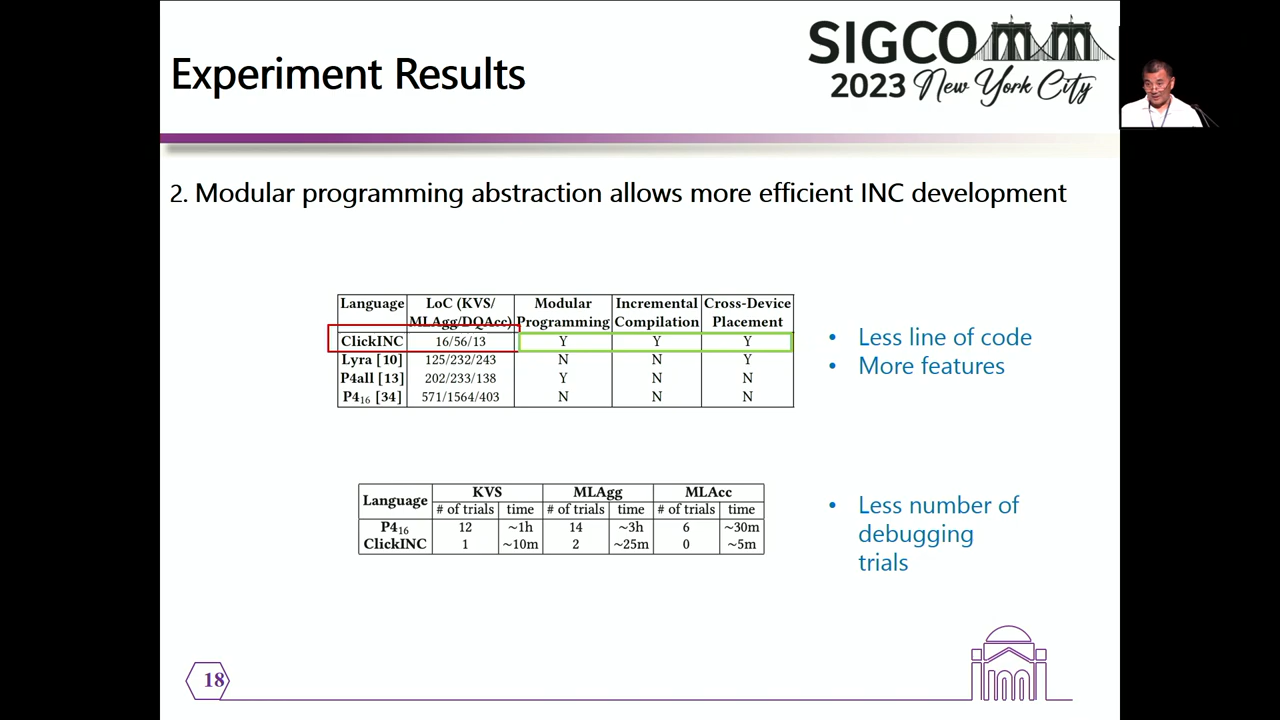 Experiment Results
SIGCOMM
2023 New York City
2. Modular programming abstraction allows more efficient INC development
Language LoC (KVS/ MLAgg/DQAcc) Modular Programming Incremental Compilation Cross-Device Placement
ClickINC 16/56/13 Y Y Y
Lyra [10] 125/232/243 N N Y
P4all [13] 202/233/138 Y N N
P4₁₆ [34] 571/1564/403 N N N
• Less line of code
• More features
Language KVS MLAgg MLAcc
# of trials time # of trials time # of trials time
P4₁₆ 12 ~1h 14 ~3h 6 ~30m
ClickINC 1 ~10m 2 ~25m 0 ~5m
• Less number of
debugging
trials
18